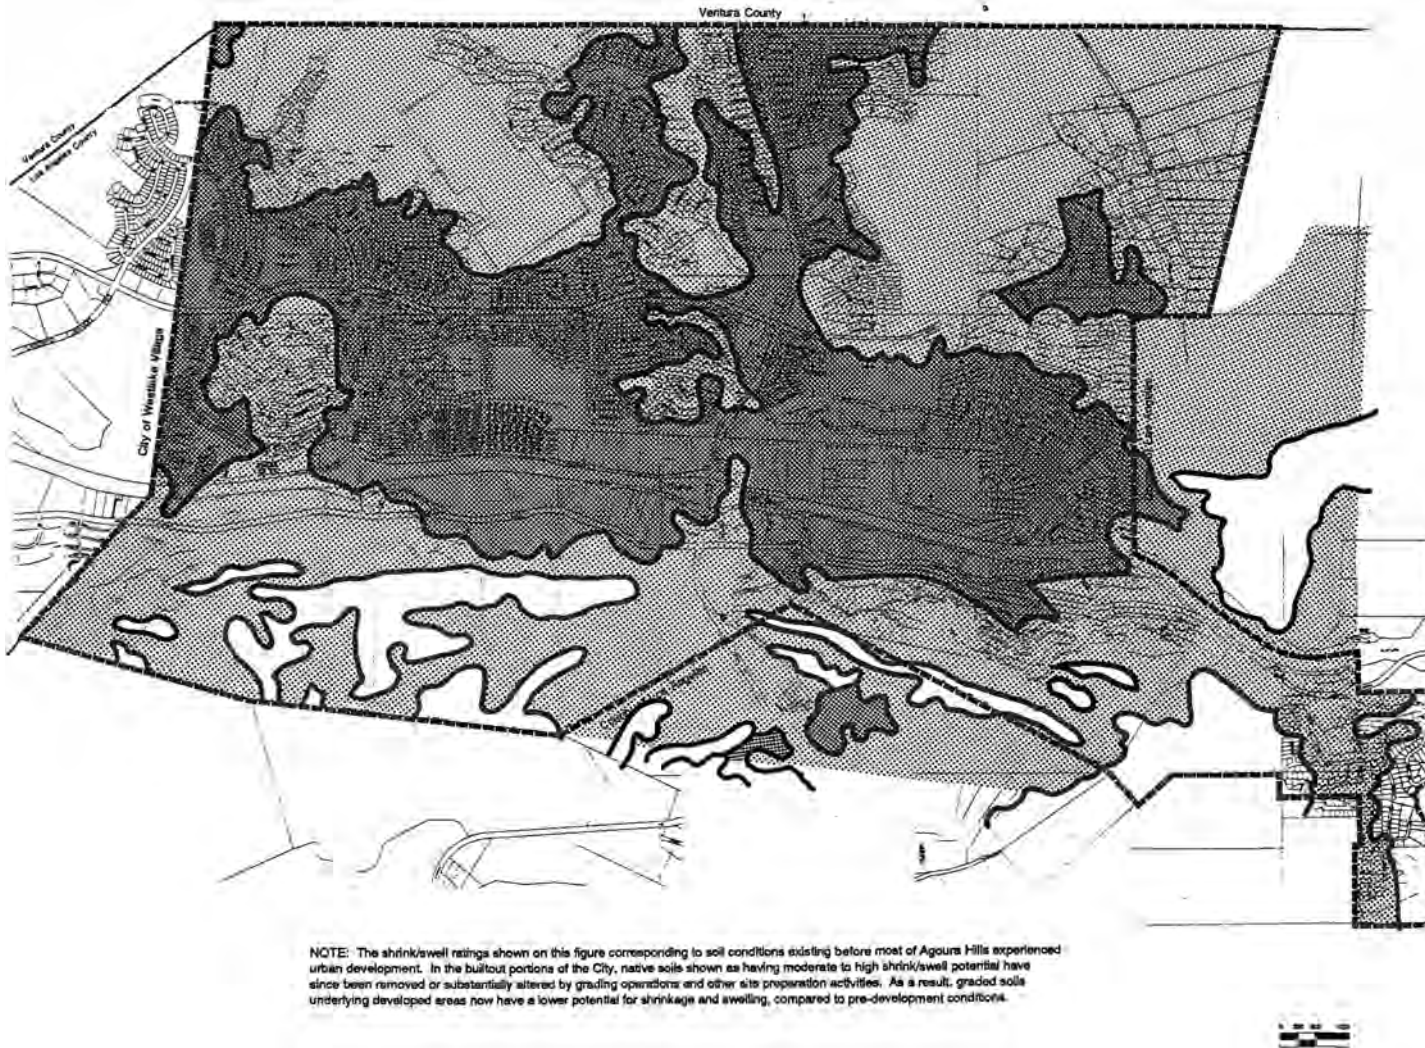 Ventura County
Ventura County
Los Angeles County
City of Westlake Village
NOTE: The shrink/swell ratings shown on this figure corresponding to soil conditions existing before most of Agoura Hills experienced
urban development. In the builtout portions of the City, native soils shown as having moderate to high shrink/swell potential have
since been removed or substantially altered by grading operations and other site preparation activities. As a result, graded soils
underlying developed areas now have a lower potential for shrinkage and swelling, compared to pre-development conditions.